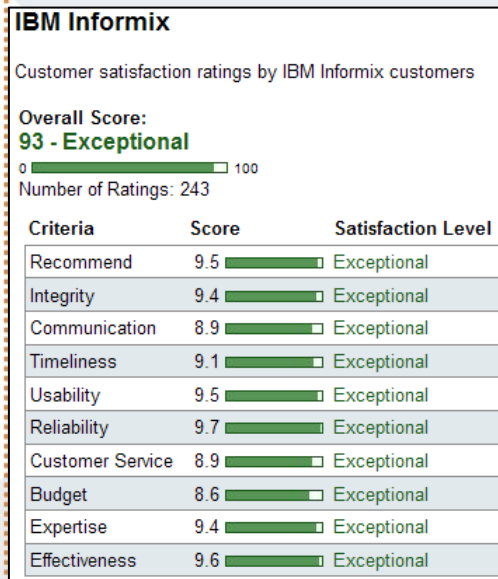 IBM Informix
Customer satisfaction ratings by IBM Informix customers
Overall Score:
93 - Exceptional
0 100
Number of Ratings: 243
Criteria Score Satisfaction Level
Recommend 9.5 Exceptional
Integrity 9.4 Exceptional
Communication 8.9 Exceptional
Timeliness 9.1 Exceptional
Usability 9.5 Exceptional
Reliability 9.7 Exceptional
Customer Service 8.9 Exceptional
Budget 8.6 Exceptional
Expertise 9.4 Exceptional
Effectiveness 9.6 Exceptional